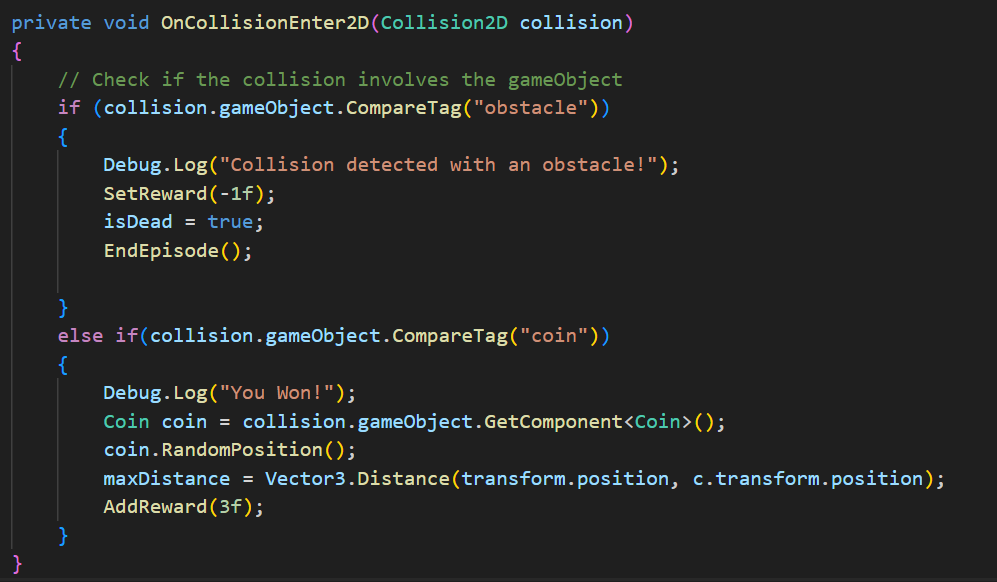 private void OnCollisionEnter2D(Collision2D collision)
{
    // Check if the collision involves the gameObject
    if (collision.gameObject.CompareTag("obstacle"))
    {
        Debug.Log("Collision detected with an obstacle!");
        SetReward(-1f);
        isDead = true;
        EndEpisode();

    }
    else if(collision.gameObject.CompareTag("coin"))
    {
        Debug.Log("You Won!");
        Coin coin = collision.gameObject.GetComponent<Coin>();
        coin.RandomPosition();
        maxDistance = Vector3.Distance(transform.position, c.transform.position);
        AddReward(3f);
    }
}